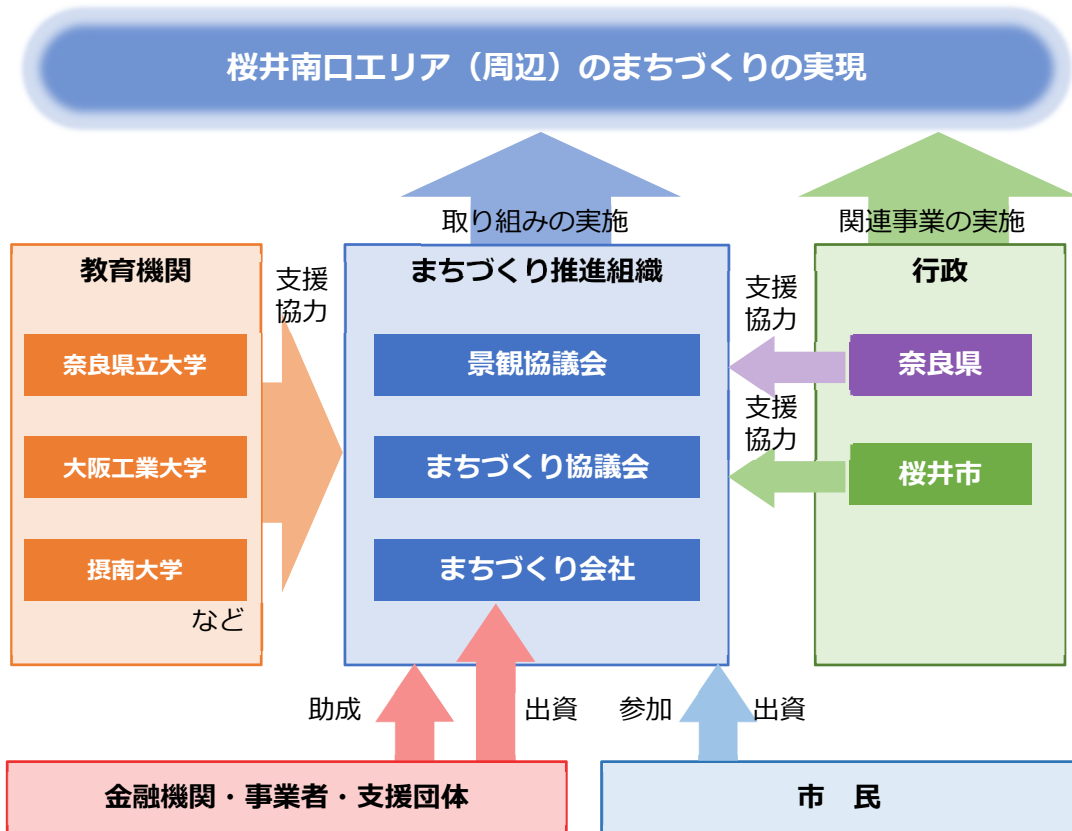 桜井南口エリア（周辺）のまちづくりの実現
取り組みの実施
関連事業の実施
教育機関
奈良県立大学
大阪工業大学
摂南大学
など
支援
協力
まちづくり推進組織
景観協議会
まちづくり協議会
まちづくり会社
支援
協力
支援
協力
行政
奈良県
桜井市
助成
出資
参加
出資
金融機関・事業者・支援団体
市　民